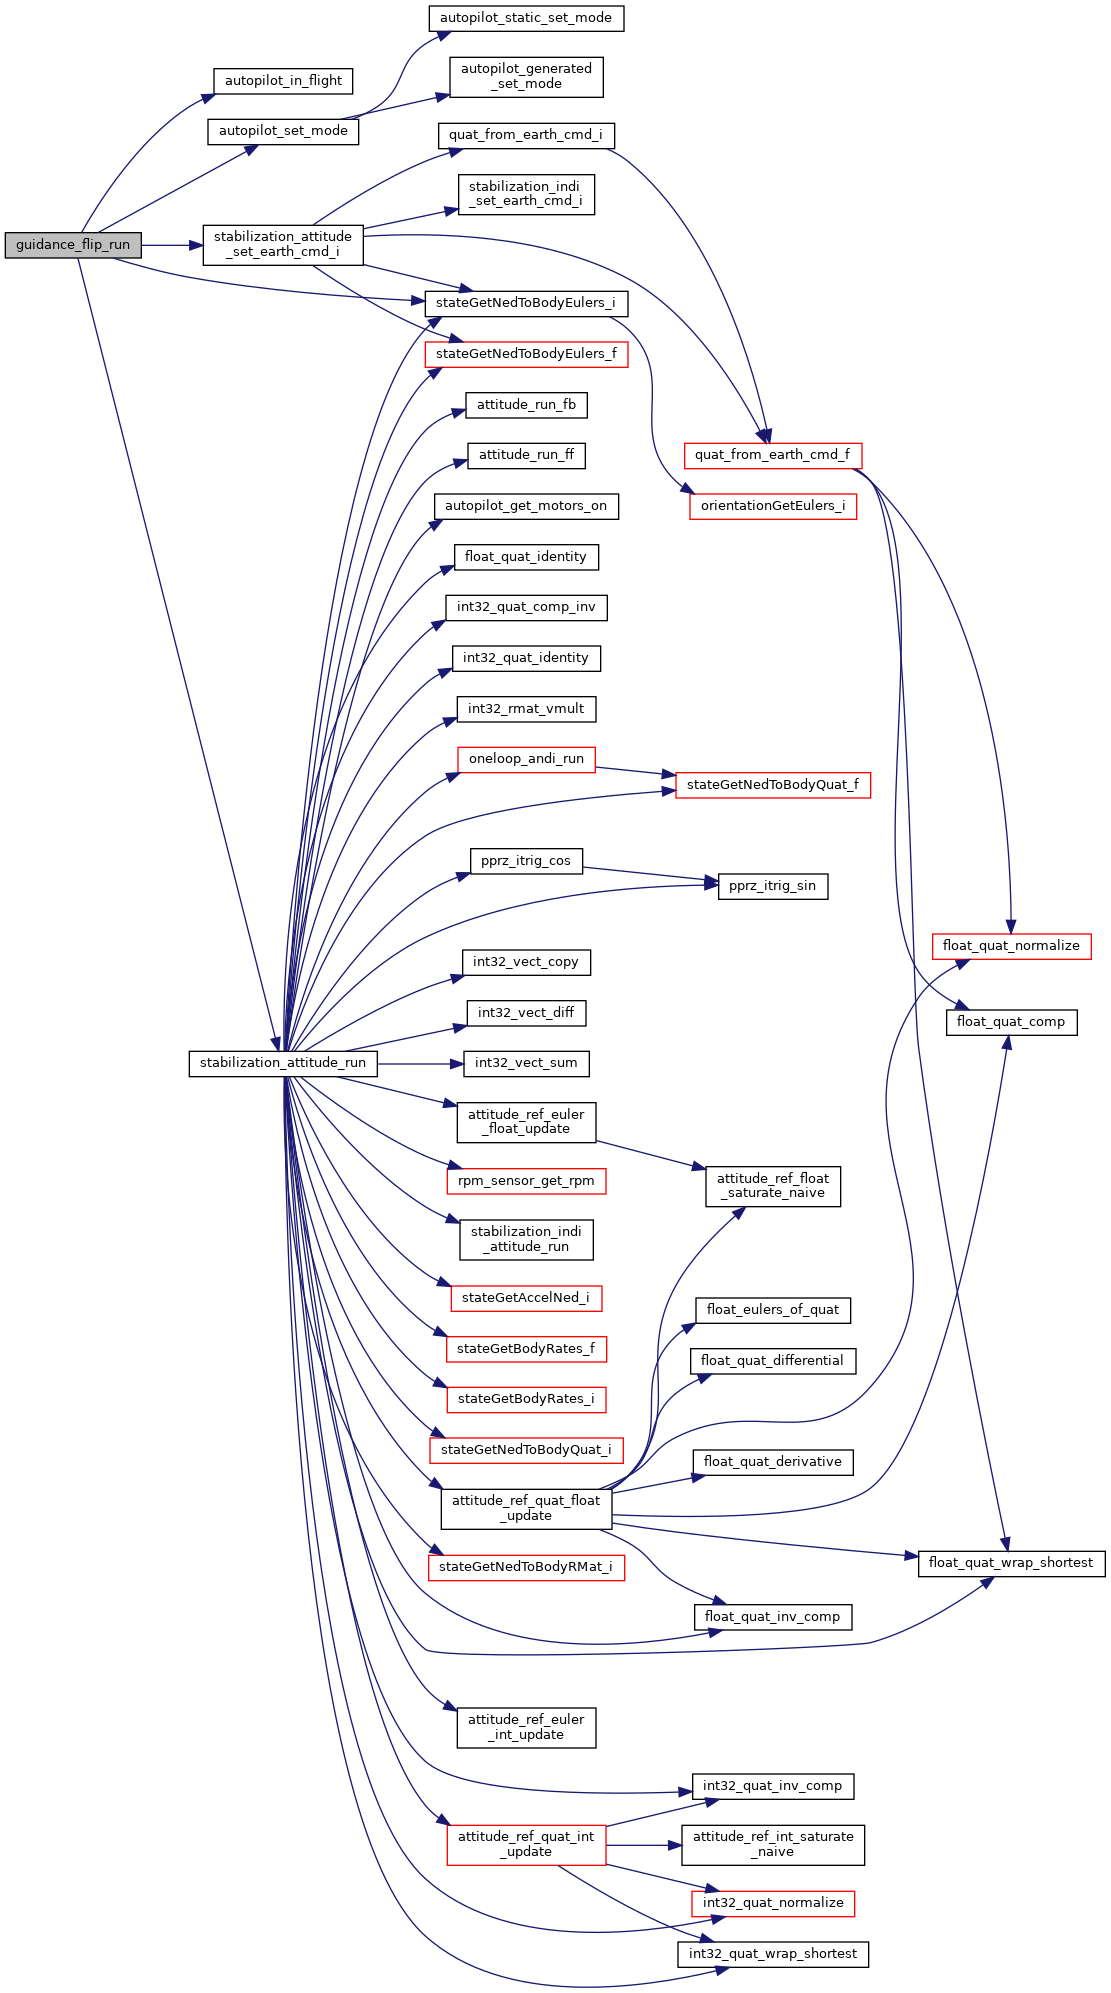 autopilot_static_set_mode
autopilot_generated
_set_mode
autopilot_in_flight
autopilot_set_mode
quat_from_earth_cmd_i
stabilization_indi
_set_earth_cmd_i
guidance_flip_run
stabilization_attitude
_set_earth_cmd_i
stateGetNedToBodyEulers_i
stateGetNedToBodyEulers_f
attitude_run_fb
attitude_run_ff
quat_from_earth_cmd_f
orientationGetEulers_i
autopilot_get_motors_on
float_quat_identity
int32_quat_comp_inv
int32_quat_identity
int32_rmat_vmult
oneloop_andi_run
stateGetNedToBodyQuat_f
pprz_itrig_cos
pprz_itrig_sin
float_quat_normalize
int32_vect_copy
int32_vect_diff
float_quat_comp
stabilization_attitude_run
int32_vect_sum
attitude_ref_euler
_float_update
rpm_sensor_get_rpm
attitude_ref_float
_saturate_naive
stabilization_indi
_attitude_run
stateGetAccelNed_i
float_eulers_of_quat
stateGetBodyRates_f
float_quat_differential
stateGetBodyRates_i
stateGetNedToBodyQuat_i
float_quat_derivative
attitude_ref_quat_float
_update
stateGetNedToBodyRMat_i
float_quat_wrap_shortest
float_quat_inv_comp
attitude_ref_euler
_int_update
int32_quat_inv_comp
attitude_ref_quat_int
_update
attitude_ref_int_saturate
_naive
int32_quat_normalize
int32_quat_wrap_shortest